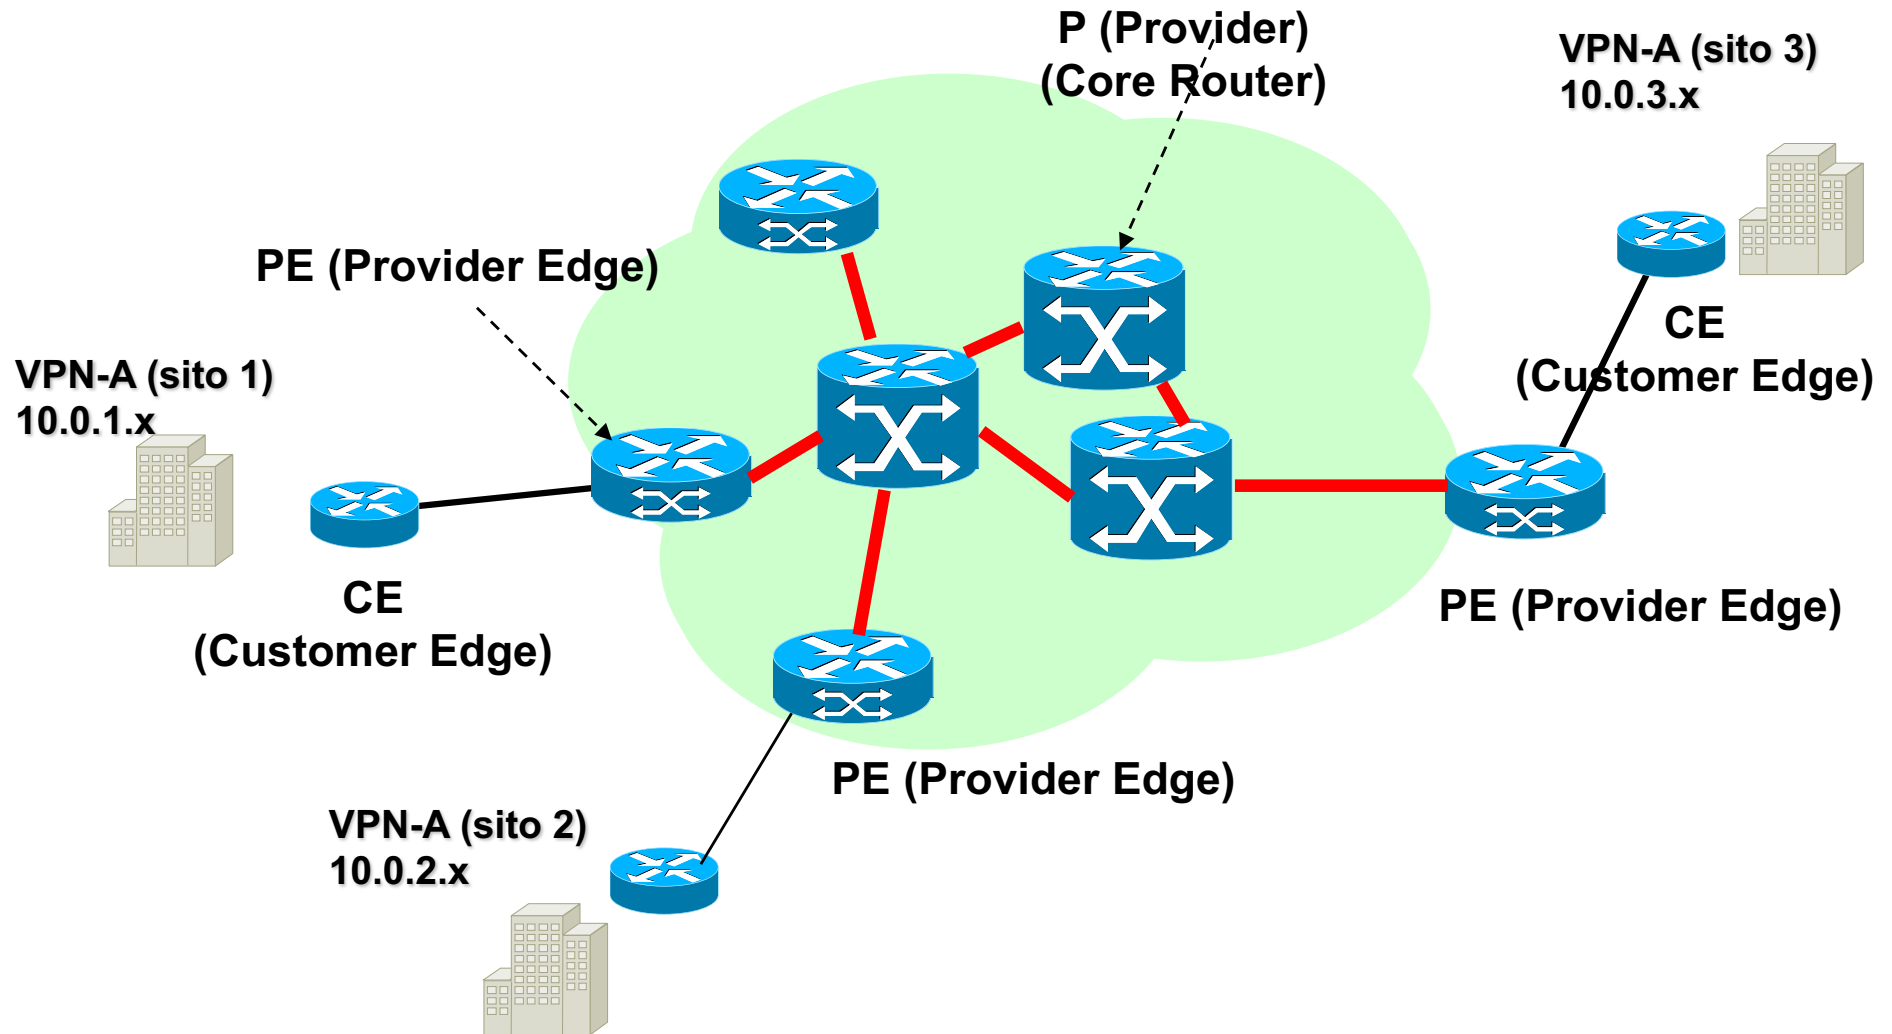 P (Provider)
(Core Router)
VPN-A (sito 3)
10.0.3.x
PE (Provider Edge)
CE
(Customer Edge)
VPN-A (sito 1)
10.0.1.x
CE
(Customer Edge)
PE (Provider Edge)
PE (Provider Edge)
VPN-A (sito 2)
10.0.2.x